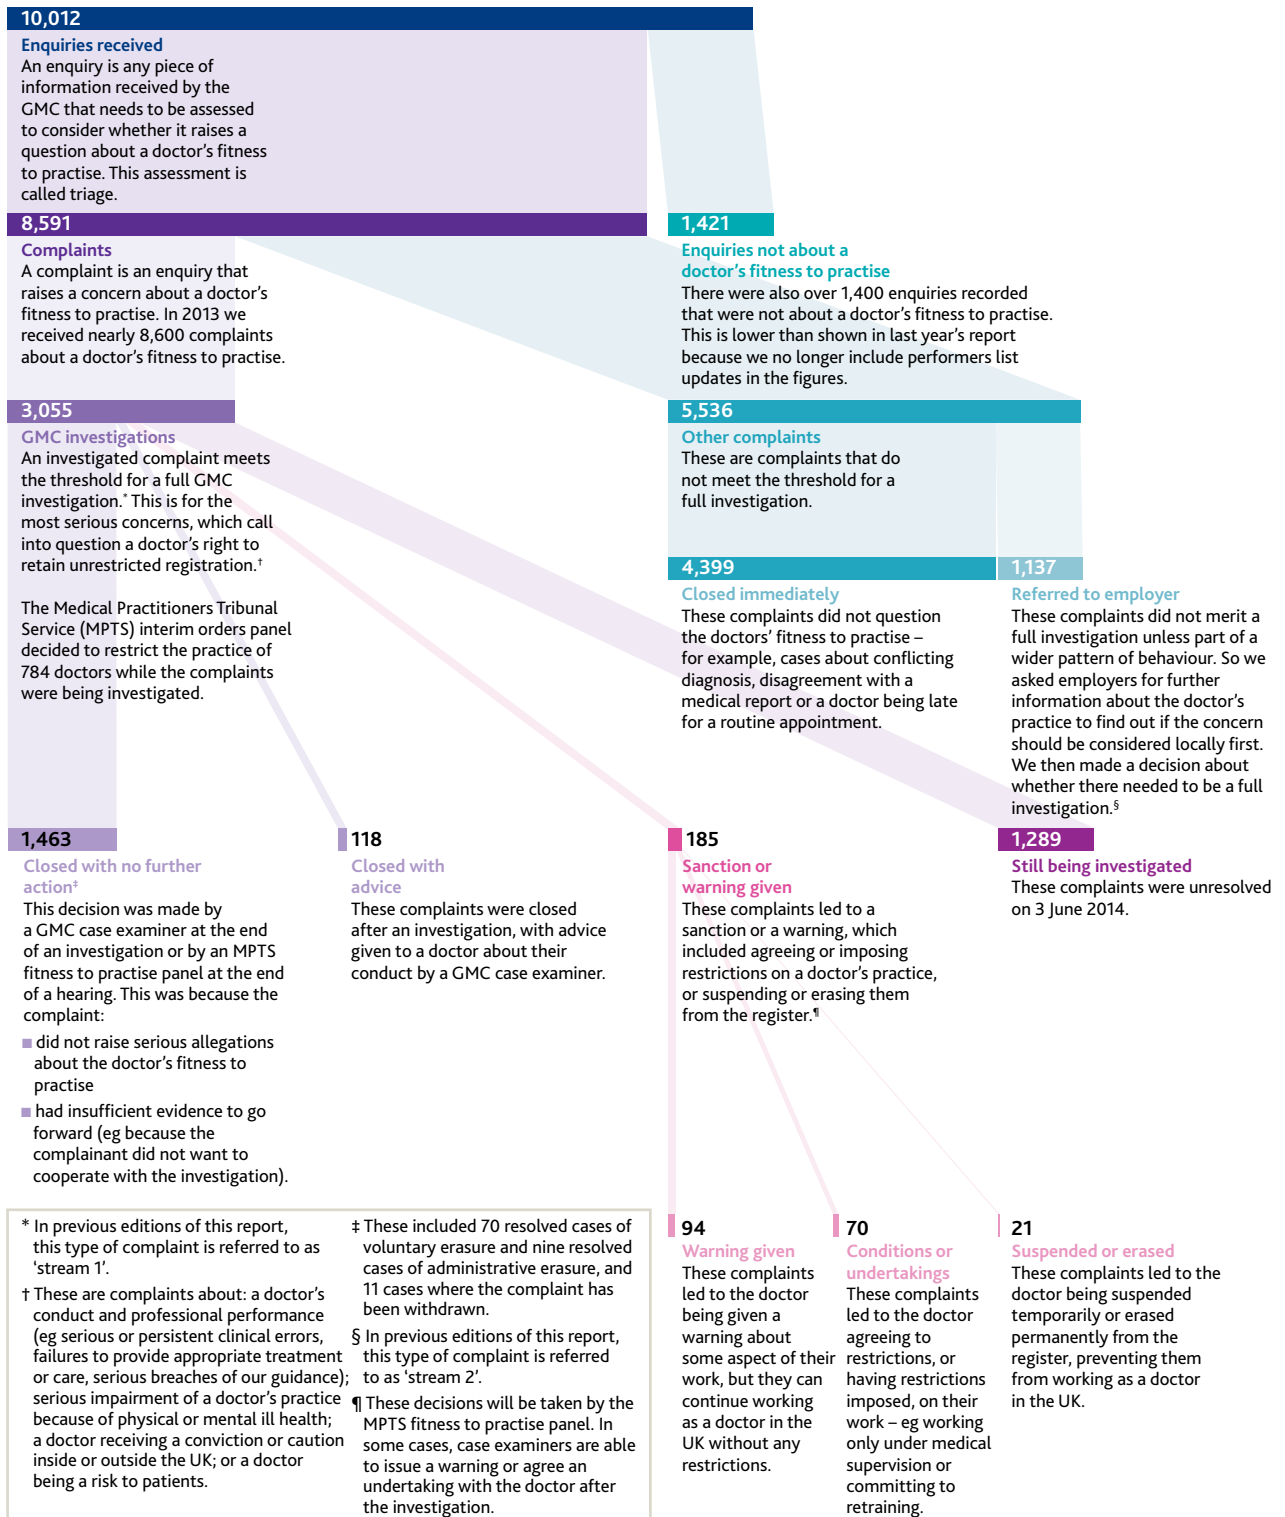 10,012
Enquiries received
An enquiry is any piece of
information received by the
GMC that needs to be assessed
to consider whether it raises a
question about a doctor’s fitness
to practise. This assessment is
called triage.
8,591
Complaints
A complaint is an enquiry that
raises a concern about a doctor’s
fitness to practise. In 2013 we
received nearly 8,600 complaints
about a doctor’s fitness to practise.
1,421
Enquiries not about a
doctor’s fitness to practise
There were also over 1,400 enquiries recorded
that were not about a doctor’s fitness to practise.
This is lower than shown in last year’s report
because we no longer include performers list
updates in the figures.
3,055
GMC investigations
An investigated complaint meets
the threshold for a full GMC
investigation.* This is for the
most serious concerns, which call
into question a doctor’s right to
retain unrestricted registration.†
The Medical Practitioners Tribunal
Service (MPTS) interim orders panel
decided to restrict the practice of
784 doctors while the complaints
were being investigated.
5,536
Other complaints
These are complaints that do
not meet the threshold for a
full investigation.
4,399
Closed immediately
These complaints did not question
the doctors’ fitness to practise –
for example, cases about conflicting
diagnosis, disagreement with a
medical report or a doctor being late
for a routine appointment.
1,137
Referred to employer
These complaints did not merit a
full investigation unless part of a
wider pattern of behaviour. So we
asked employers for further
information about the doctor’s
practice to find out if the concern
should be considered locally first.
We then made a decision about
whether there needed to be a full
investigation.§
1,463
Closed with no further
action‡
This decision was made by
a GMC case examiner at the end
of an investigation or by an MPTS
fitness to practise panel at the end
of a hearing. This was because the
complaint:
■ did not raise serious allegations
about the doctor’s fitness to
practise
■ had insufficient evidence to go
forward (eg because the
complainant did not want to
cooperate with the investigation).
118
Closed with
advice
These complaints were closed
after an investigation, with advice
given to a doctor about their
conduct by a GMC case examiner.
185
Sanction or
warning given
These complaints led to a
sanction or a warning, which
included agreeing or imposing
restrictions on a doctor’s practice,
or suspending or erasing them
from the register.¶
1,289
Still being investigated
These complaints were unresolved
on 3 June 2014.
* In previous editions of this report,
this type of complaint is referred to as
‘stream 1’.
† These are complaints about: a doctor’s
conduct and professional performance
(eg serious or persistent clinical errors,
failures to provide appropriate treatment
or care, serious breaches of our guidance);
serious impairment of a doctor’s practice
because of physical or mental ill health;
a doctor receiving a conviction or caution
inside or outside the UK; or a doctor
being a risk to patients.
‡ These included 70 resolved cases of
voluntary erasure and nine resolved
cases of administrative erasure, and
11 cases where the complaint has
been withdrawn.
§ In previous editions of this report,
this type of complaint is referred
to as ‘stream 2’.
¶ These decisions will be taken by the
MPTS fitness to practise panel. In
some cases, case examiners are able
to issue a warning or agree an
undertaking with the doctor after
the investigation.
94
Warning given
These complaints
led to the doctor
being given a
warning about
some aspect of their
work, but they can
continue working
as a doctor in the
UK without any
restrictions.
70
Conditions or
undertakings
These complaints
led to the doctor
agreeing to
restrictions, or
having restrictions
imposed, on their
work – eg working
only under medical
supervision or
committing to
retraining.
21
Suspended or erased
These complaints led to the
doctor being suspended
temporarily or erased
permanently from the
register, preventing them
from working as a doctor
in the UK.